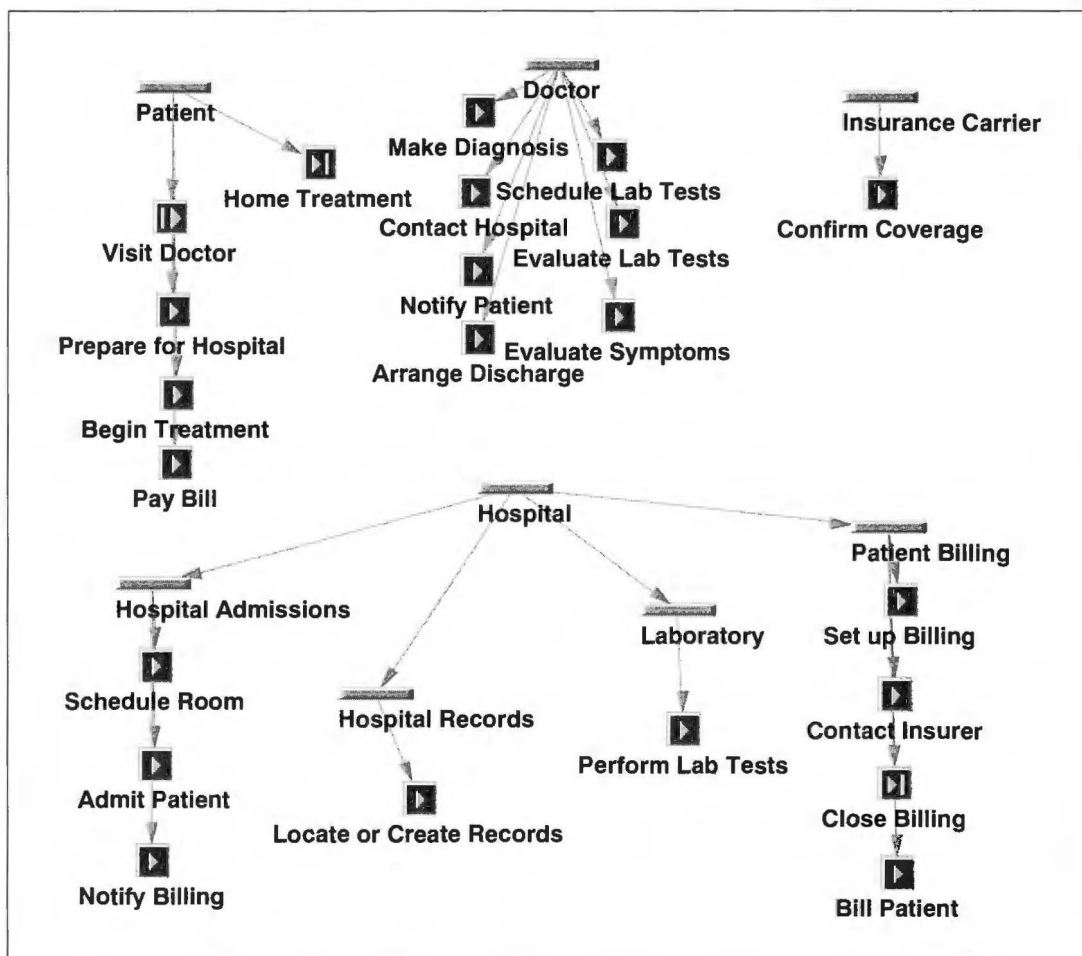 Patient
Doctor
Insurance Carrier
Make Diagnosis
Home Treatment
Schedule Lab Tests
Contact Hospital
Confirm Coverage
Visit Doctor
Evaluate Lab Tests
Notify Patient
Prepare for Hospital
Evaluate Symptoms
Arrange Discharge
Begin Treatment
Pay Bill
Hospital
Patient Billing
Hospital Admissions
Laboratory
Set up Billing
Schedule Room
Hospital Records
Contact Insurer
Perform Lab Tests
Admit Patient
Close Billing
Locate or Create Records
Notify Billing
Bill Patient